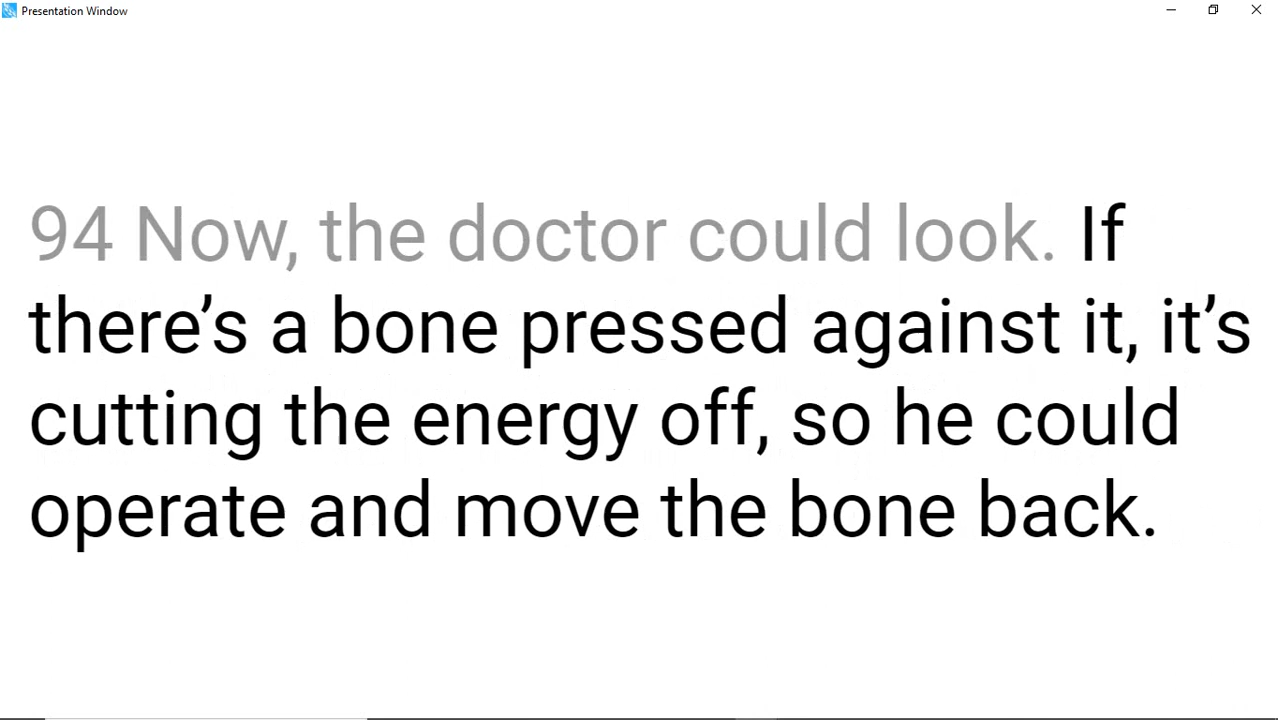 Presentation Window
94 Now, the doctor could look. If
there’s a bone pressed against it, it’s
cutting the energy off, so he could
operate and move the bone back.